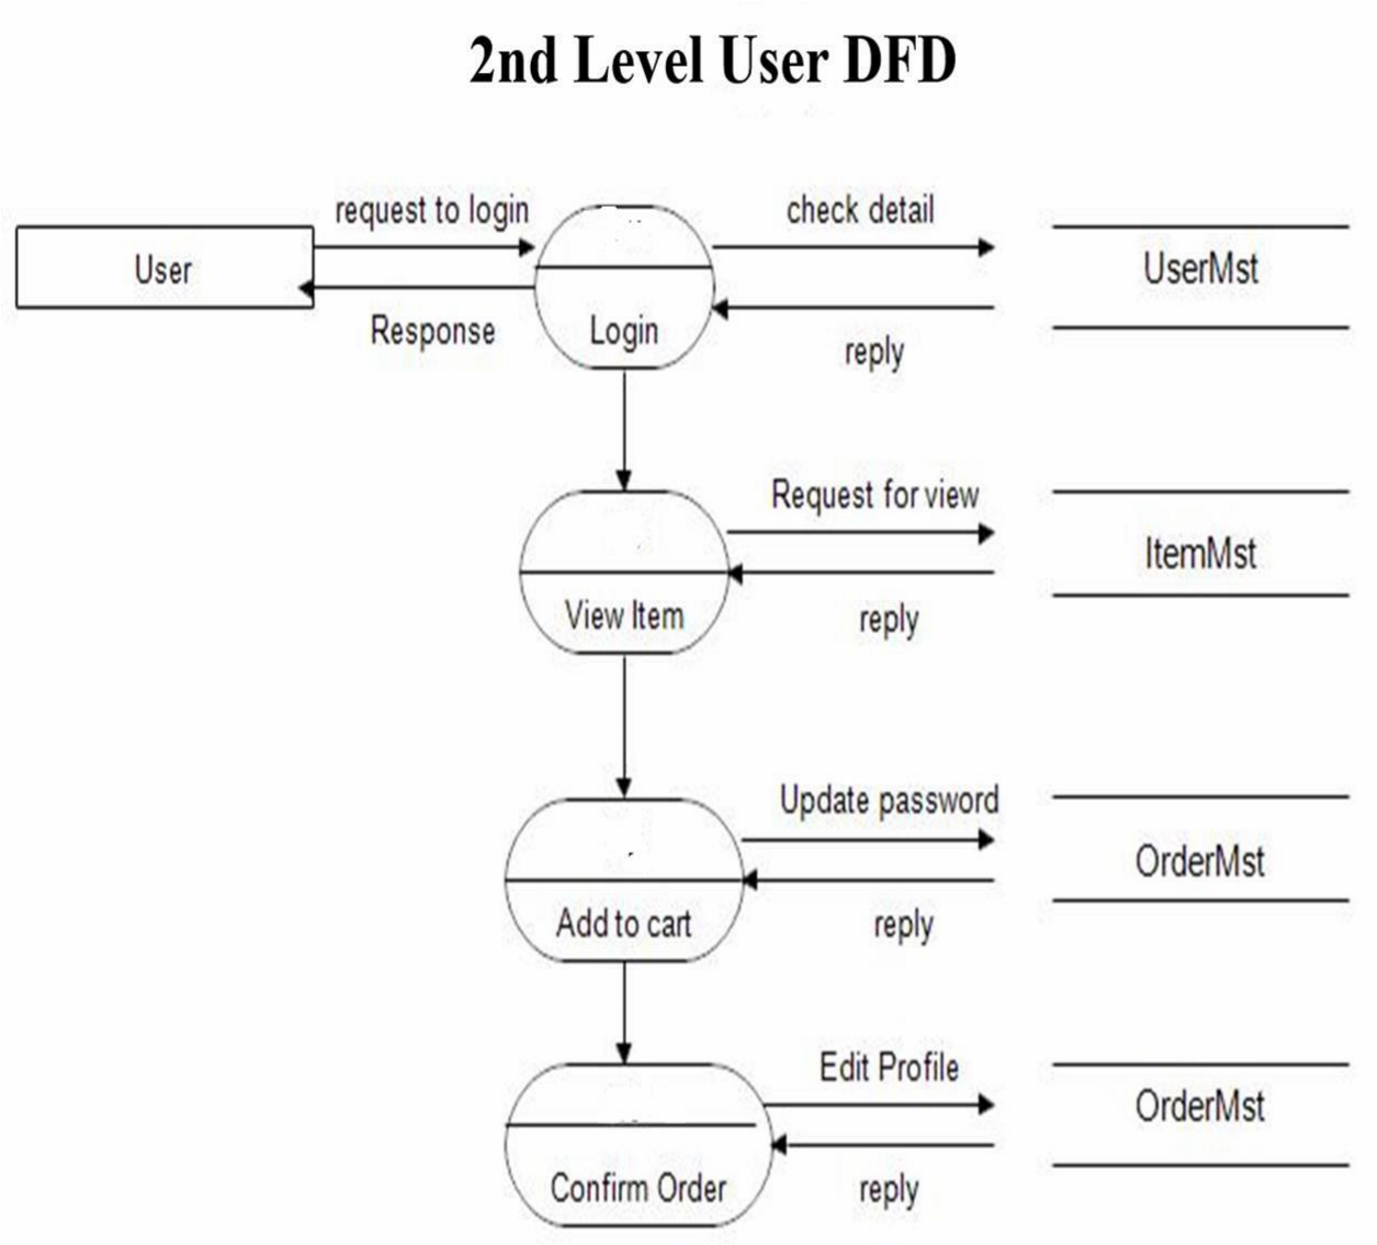 2nd Level User DFD
request to login
check detail
User
UserMst
Response
Login
reply
Request for view
ItemMst
View Item
reply
Update password
OrderMst
Add to cart
reply
Edit Profile
OrderMst
Confirm Order
reply